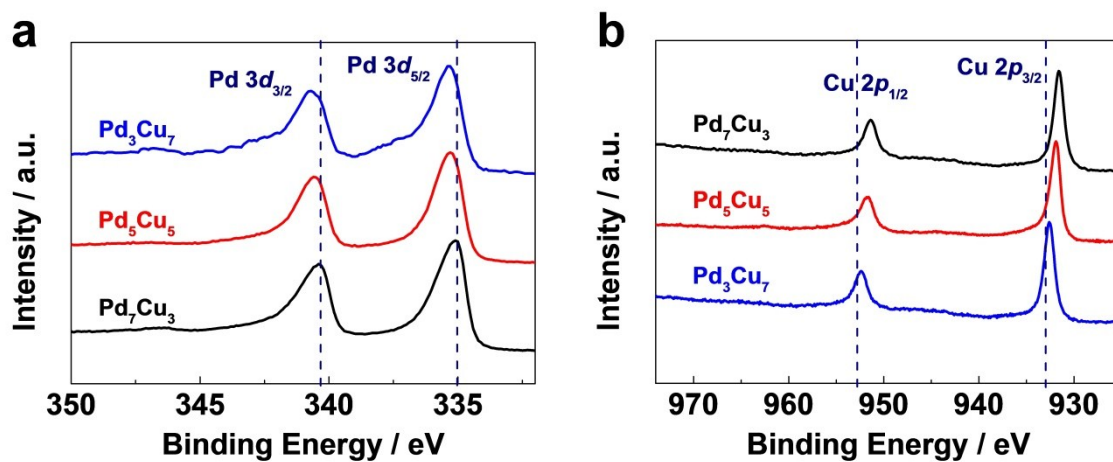 a
Pd 3d₃/₂
Pd 3d₅/₂
Pd₃Cu₇
Pd₅Cu₅
Pd₇Cu₃
Intensity / a.u.
350 345 340 335
Binding Energy / eV
b
Cu 2p₁/₂
Cu 2p₃/₂
Pd₇Cu₃
Pd₅Cu₅
Pd₃Cu₇
Intensity / a.u.
970 960 950 940 930
Binding Energy / eV